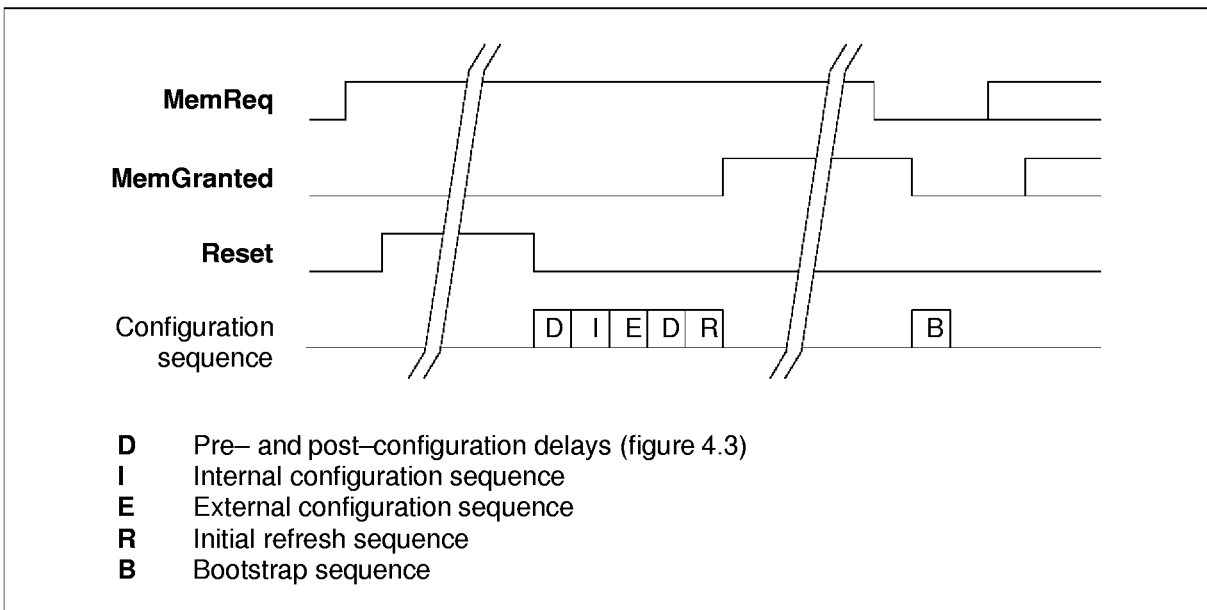 MemReq
MemGranted
Reset
Configuration
sequence
D I E D R
B
D Pre– and post–configuration delays (figure 4.3)
I Internal configuration sequence
E External configuration sequence
R Initial refresh sequence
B Bootstrap sequence